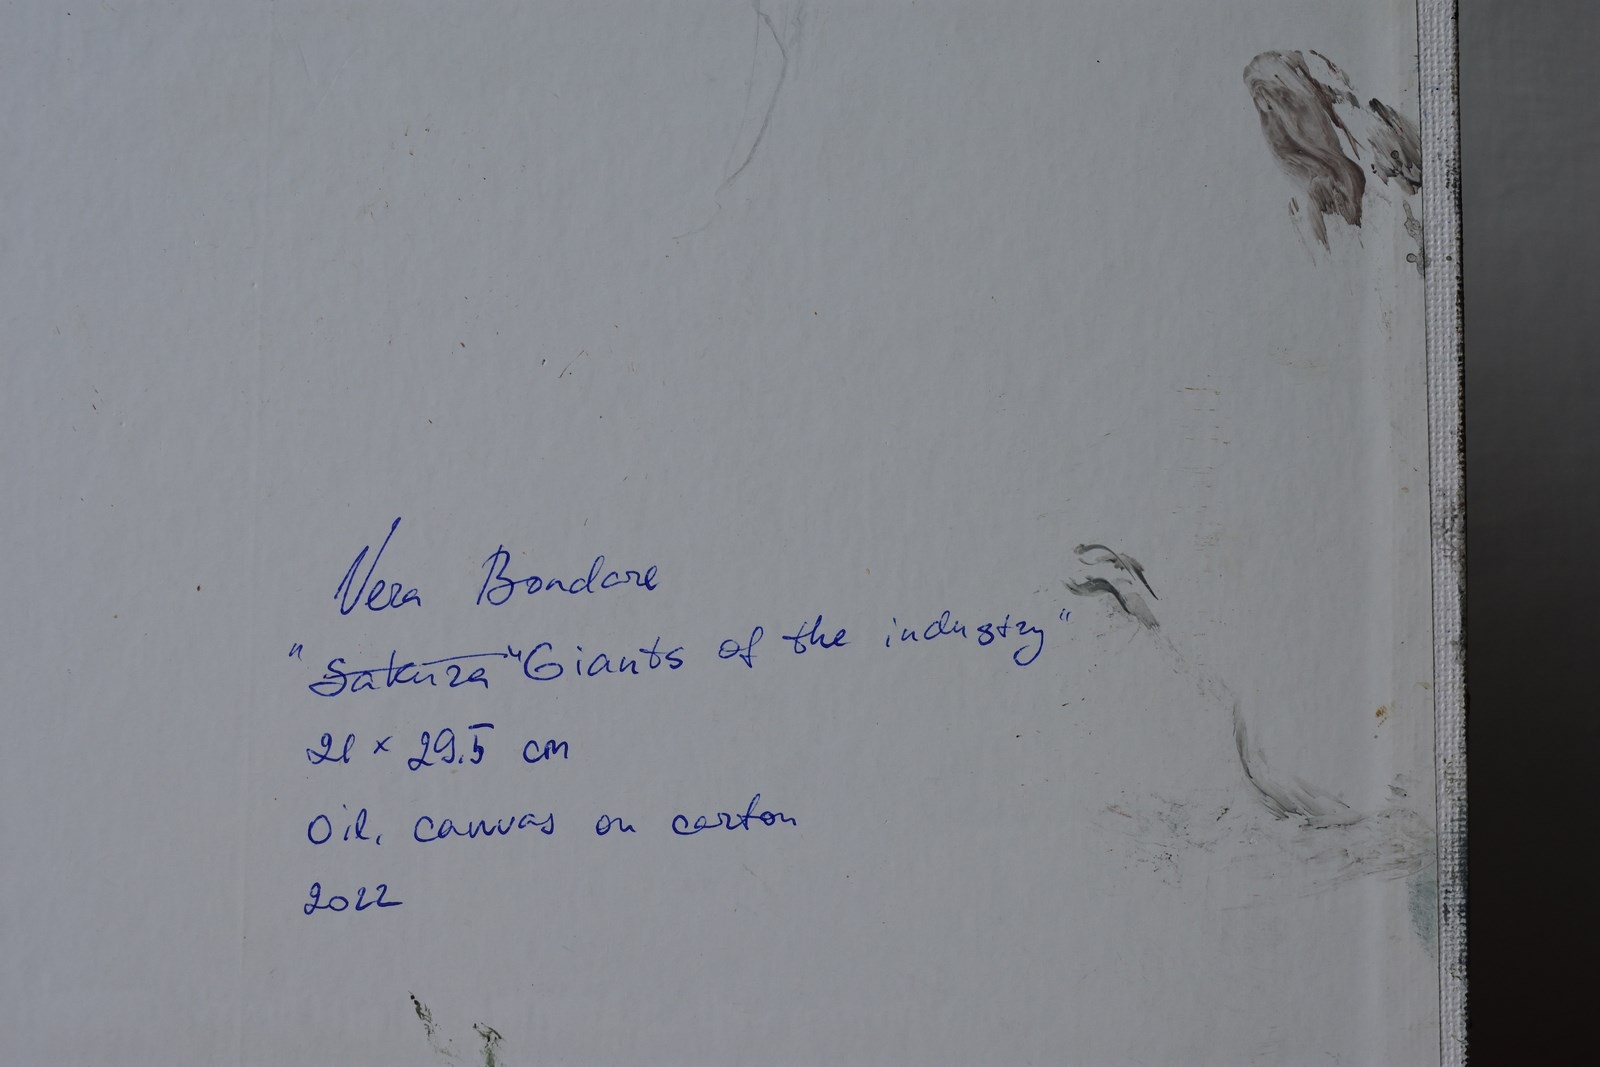 Vera Bondare
"Sakura" "Giants of the industry"
21 × 29.5 cm
Oil, canvas on carton
2022